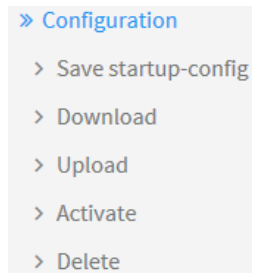 » Configuration
> Save startup-config
> Download
> Upload
> Activate
> Delete